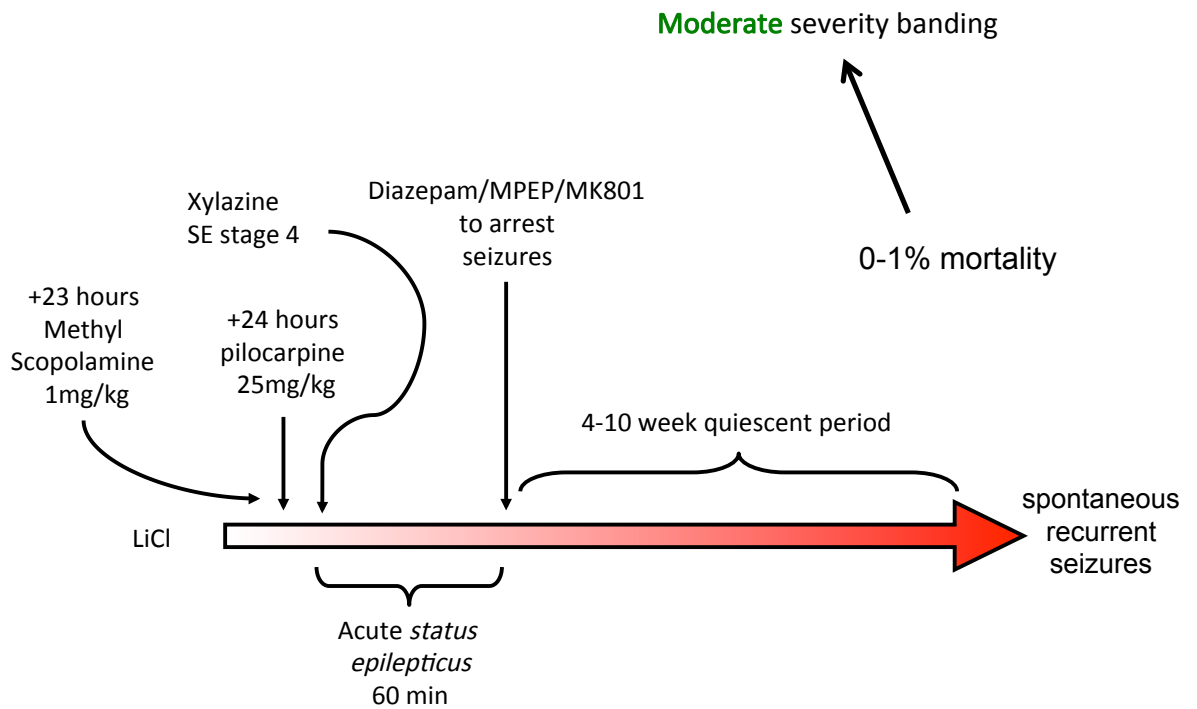 Moderate severity banding
0-1% mortality
Xylazine
SE stage 4
Diazepam/MPEP/MK801
to arrest
seizures
+23 hours
Methyl
Scopolamine
1mg/kg
+24 hours
pilocarpine
25mg/kg
4-10 week quiescent period
LiCl
spontaneous
recurrent
seizures
Acute status
epilepticus
60 min